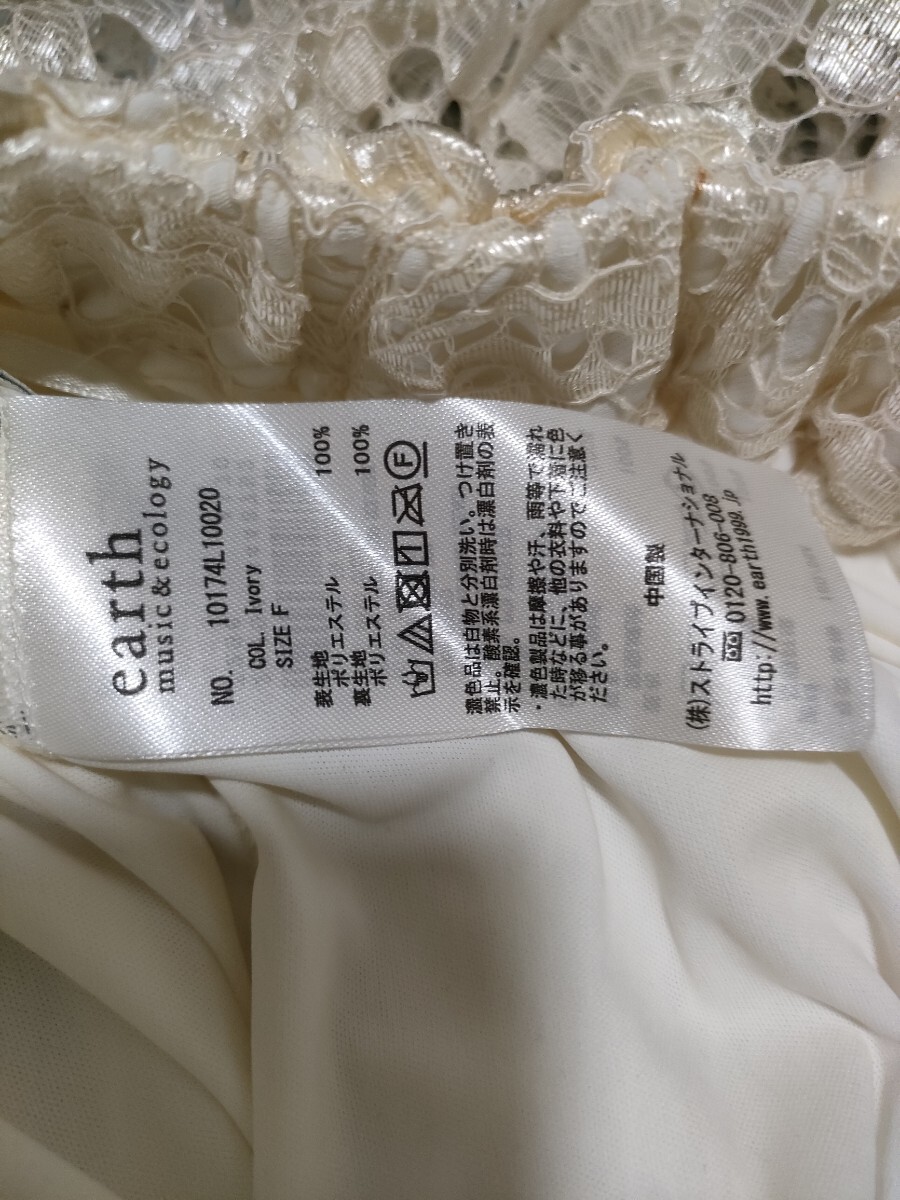 earth
music&ecology
NO. 10174L10020
COL. Ivory
SIZE F
表生地
ポリエステル 100%
裏生地
ポリエステル 100%
F
濃色品は白物と分別洗い。つけ置き
禁止。酸素系漂白剤時は漂白剤の表
示を確認。
・濃色製品は摩擦や汗、雨等で濡れ
た時などに、他の衣料や下着に色
が移る事がありますのでご注意く
ださい。
中国製
(株)ストライプインターナショナル
0120-806-008
http://www.earth1999.jp